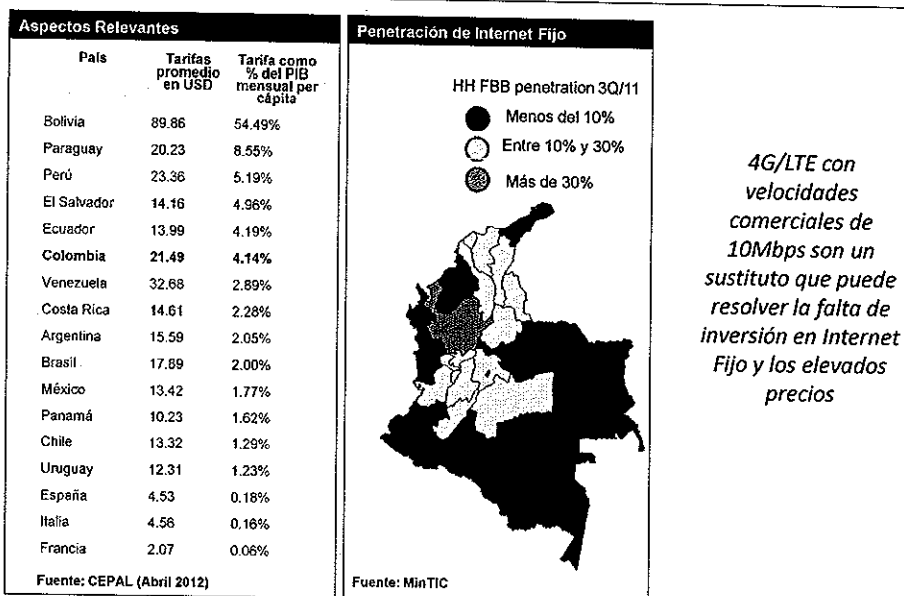 Aspectos Relevantes
País Tarifas promedio en USD Tarifa como % del PIB mensual per cápita
Bolivia 89.86 54.49%
Paraguay 20.23 8.55%
Perú 23.36 5.19%
El Salvador 14.16 4.96%
Ecuador 13.99 4.19%
Colombia 21.49 4.14%
Venezuela 32.68 2.89%
Costa Rica 14.61 2.28%
Argentina 15.59 2.05%
Brasil 17.89 2.00%
México 13.42 1.77%
Panamá 10.23 1.62%
Chile 13.32 1.29%
Uruguay 12.31 1.23%
España 4.53 0.18%
Italia 4.56 0.16%
Francia 2.07 0.06%
Fuente: CEPAL (Abril 2012)
Penetración de Internet Fijo
HH FBB penetration 3Q/11
Menos del 10%
Entre 10% y 30%
Más de 30%
Fuente: MinTIC
4G/LTE con
velocidades
comerciales de
10Mbps son un
sustituto que puede
resolver la falta de
inversión en Internet
Fijo y los elevados
precios